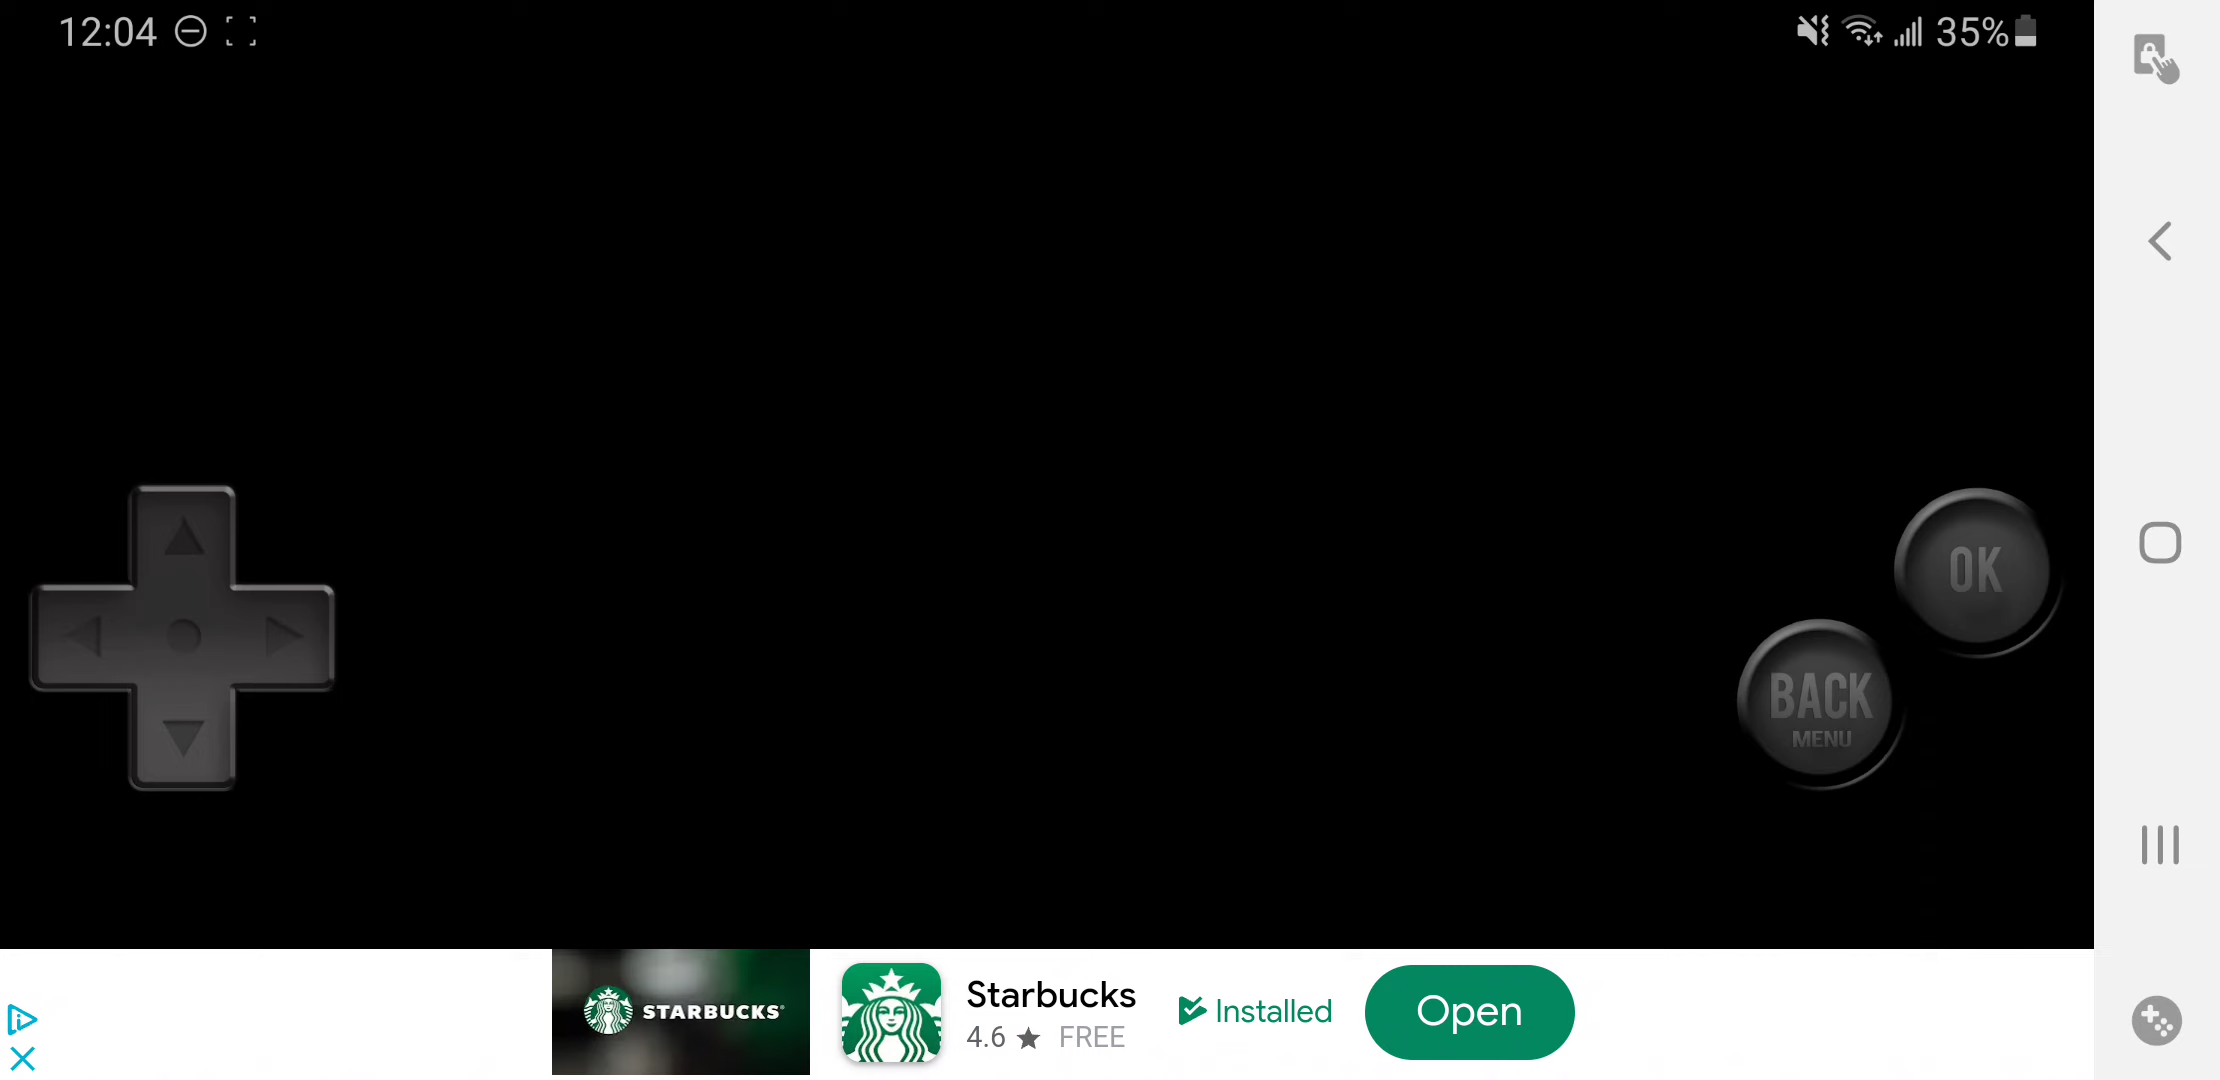 12:04
35%
OK
BACK
MENU
STARBUCKS
Starbucks
4.6 ★ FREE
Installed
Open